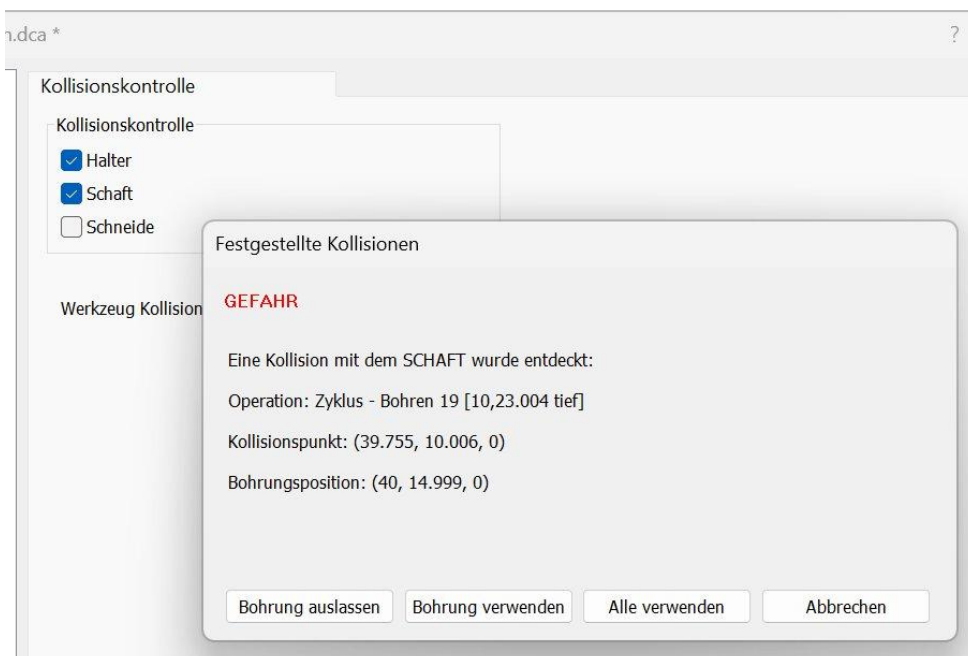 n.dca *
?
Kollisionskontrolle
Kollisionskontrolle
Halter
Schaft
Schneide
Werkzeug Kollision
Festgestellte Kollisionen
GEFAHR
Eine Kollision mit dem SCHAFT wurde entdeckt:
Operation: Zyklus - Bohren 19 [10,23.004 tief]
Kollisionspunkt: (39.755, 10.006, 0)
Bohrungsposition: (40, 14.999, 0)
Bohrung auslassen
Bohrung verwenden
Alle verwenden
Abbrechen